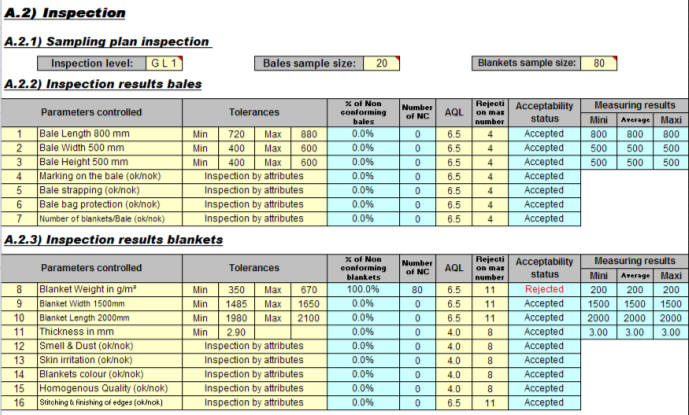 A.2) Inspection
A.2.1) Sampling plan inspection
Inspection level: G L 1 Bales sample size: 20 Blankets sample size: 80
A.2.2) Inspection results bales
Parameters controlled Tolerances % of Non conforming bales Number of NC AQL Rejecti on max number Acceptability status Measuring results
Mini Average Maxi
1 Bale Length 800 mm Min 720 Max 880 0.0% 0 6.5 4 Accepted 800 800 800
2 Bale Width 500 mm Min 400 Max 600 0.0% 0 6.5 4 Accepted 500 500 500
3 Bale Height 500 mm Min 400 Max 600 0.0% 0 6.5 4 Accepted 500 500 500
4 Marking on the bale (ok/nok) Inspection by attributes 0.0% 0 6.5 4 Accepted
5 Bale strapping (ok/nok) Inspection by attributes 0.0% 0 6.5 4 Accepted
6 Bale bag protection (ok/nok) Inspection by attributes 0.0% 0 6.5 4 Accepted
7 Number of blankets/Bale (ok/nok) Inspection by attributes 0.0% 0 6.5 4 Accepted
A.2.3) Inspection results blankets
Parameters controlled Tolerances % of Non conforming blankets Number of NC AQL Rejecti on max number Acceptability status Measuring results
Mini Average Maxi
8 Blanket Weight in g/m² Min 350 Max 670 100.0% 80 6.5 11 Rejected 200 200 200
9 Blanket Width 1500mm Min 1485 Max 1650 0.0% 0 6.5 11 Accepted 1500 1500 1500
10 Blanket Length 2000mm Min 1980 Max 2100 0.0% 0 6.5 11 Accepted 2000 2000 2000
11 Thickness in mm Min 2.90 0.0% 0 4.0 8 Accepted 3.00 3.00 3.00
12 Smell & Dust (ok/nok) Inspection by attributes 0.0% 0 4.0 8 Accepted
13 Skin irritation (ok/nok) Inspection by attributes 0.0% 0 4.0 8 Accepted
14 Blankets colour (ok/nok) Inspection by attributes 0.0% 0 4.0 8 Accepted
15 Homogenous Quality (ok/nok) Inspection by attributes 0.0% 0 4.0 8 Accepted
16 Stitching & finishing of edges (ok/nok) Inspection by attributes 0.0% 0 6.5 11 Accepted